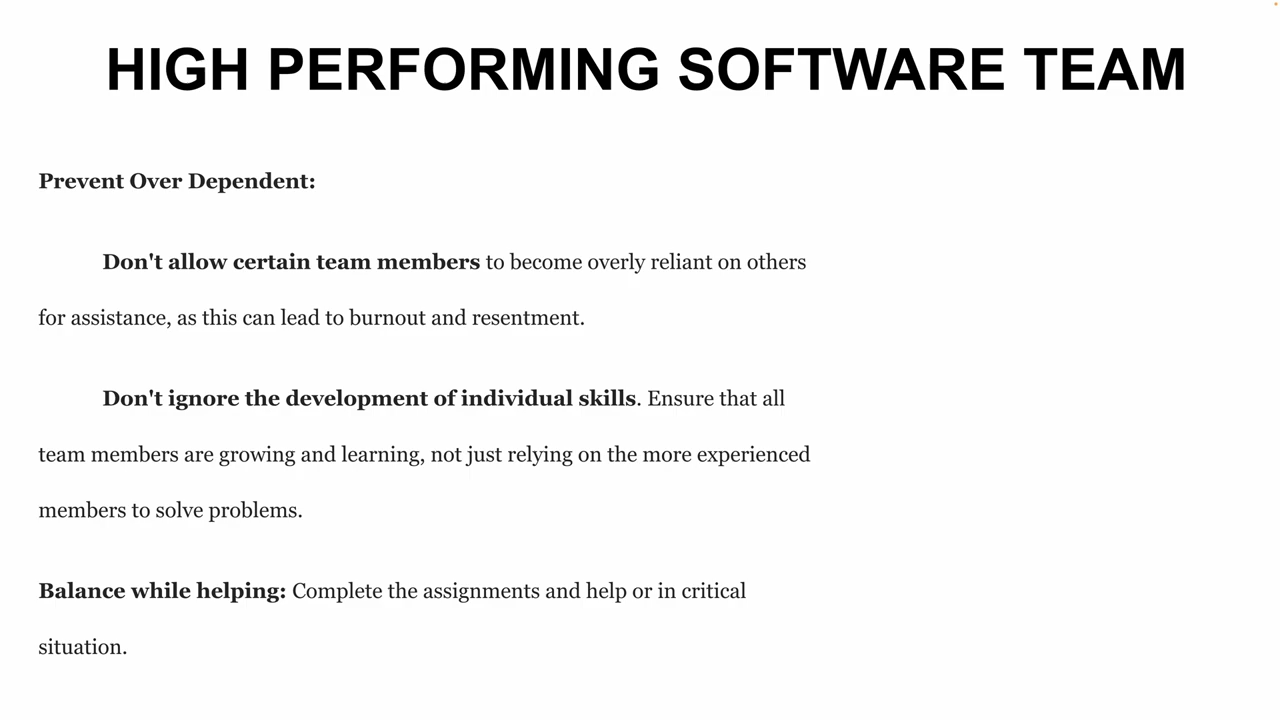 HIGH PERFORMING SOFTWARE TEAM
Prevent Over Dependent:
Don't allow certain team members to become overly reliant on others
for assistance, as this can lead to burnout and resentment.
Don't ignore the development of individual skills. Ensure that all
team members are growing and learning, not just relying on the more experienced
members to solve problems.
Balance while helping: Complete the assignments and help or in critical
situation.